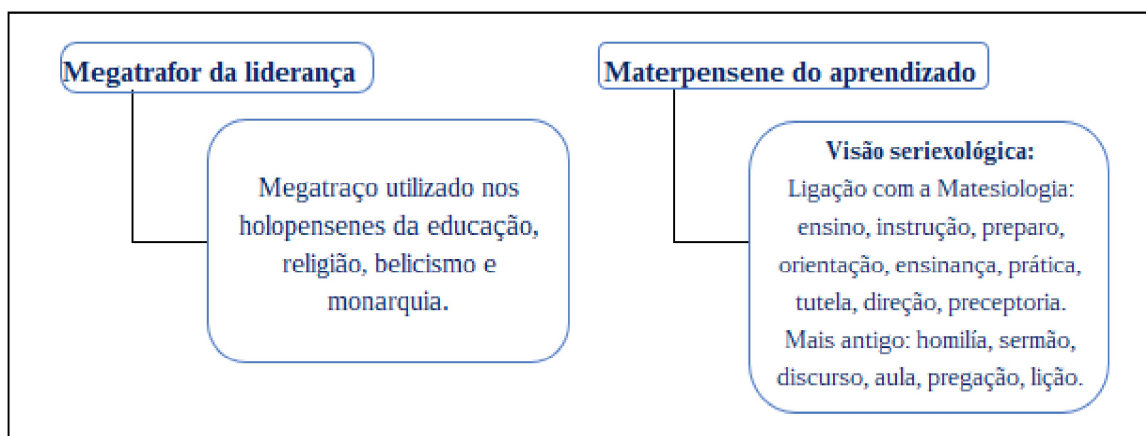 Megatrafor da liderança
Megatraço utilizado nos
holopensenes da educação,
religião, belicismo e
monarquia.
Materpensene do aprendizado
Visão seriexológica:
Ligação com a Matesiologia:
ensino, instrução, preparo,
orientação, ensinança, prática,
tutela, direção, preceptoria.
Mais antigo: homilía, sermão,
discurso, aula, pregação, lição.